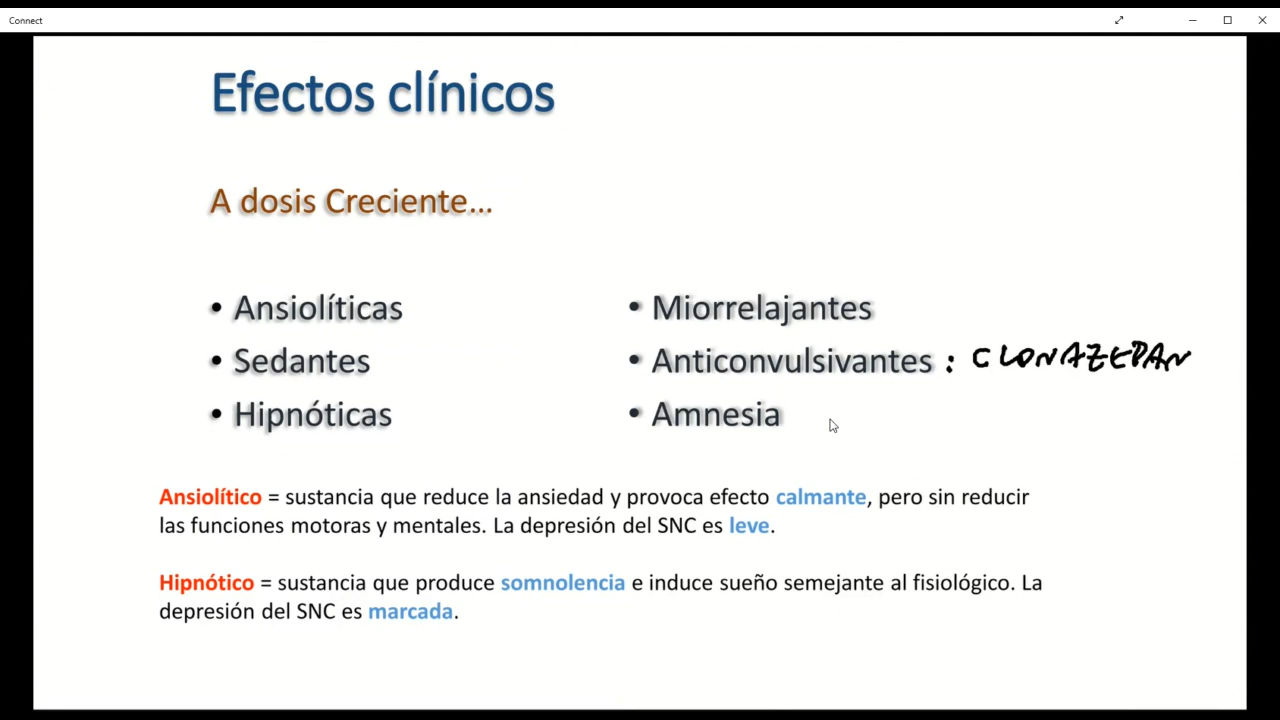 Connect
Efectos clínicos
A dosis Creciente...
• Ansiolíticas
• Sedantes
• Hipnóticas
• Miorrelajantes
• Anticonvulsivantes : CLONAZEPAN
• Amnesia
Ansiolítico = sustancia que reduce la ansiedad y provoca efecto calmante, pero sin reducir
las funciones motoras y mentales. La depresión del SNC es leve.
Hipnótico = sustancia que produce somnolencia e induce sueño semejante al fisiológico. La
depresión del SNC es marcada.